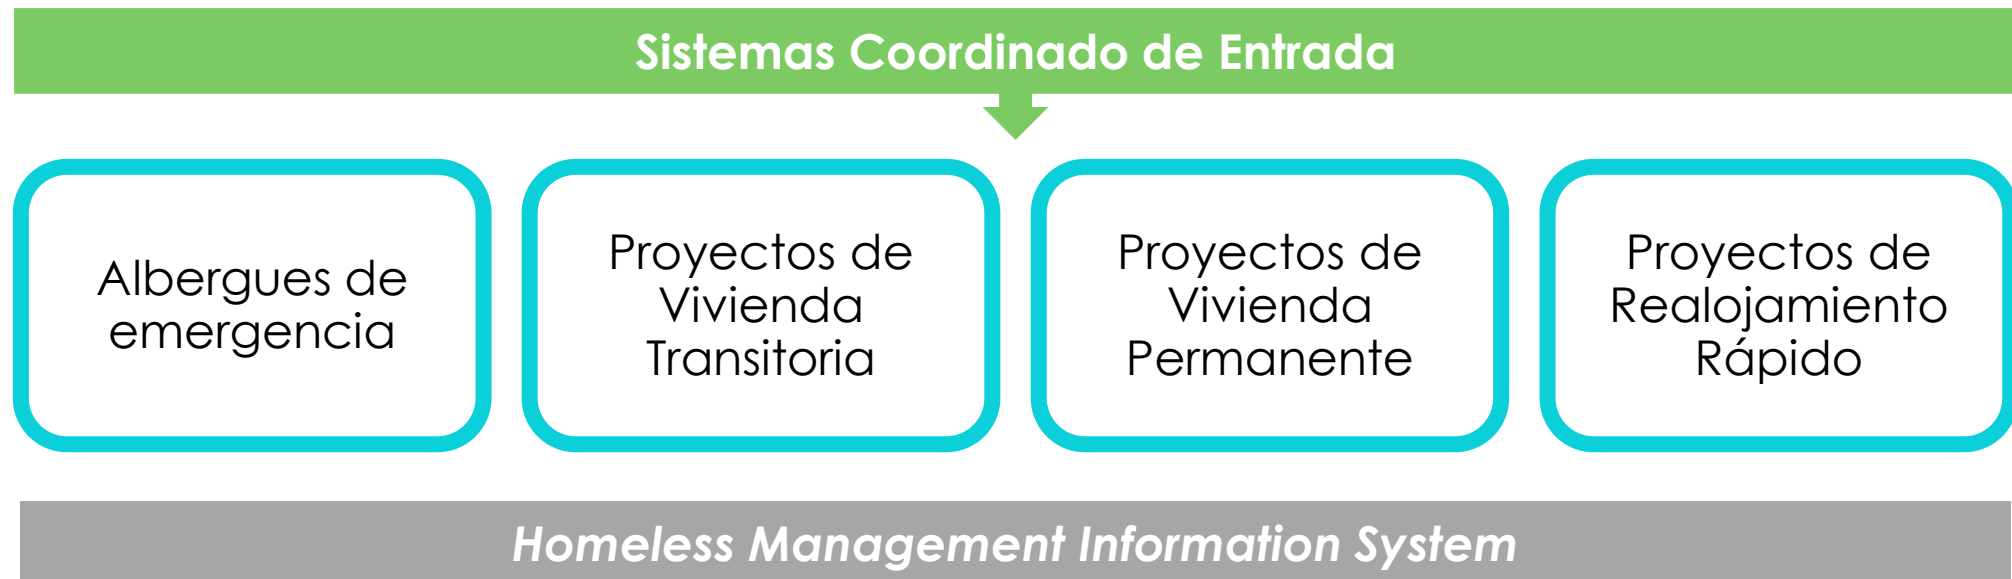 Sistemas Coordinado de Entrada
Albergues de
emergencia
Proyectos de
Vivienda
Transitoria
Proyectos de
Vivienda
Permanente
Proyectos de
Realojamiento
Rápido
Homeless Management Information System